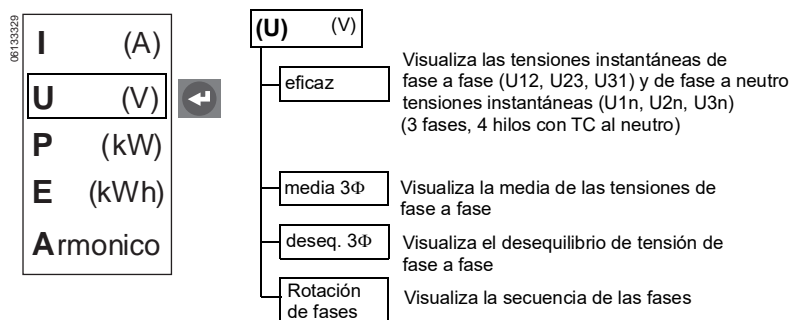 06133329
I (A)
U (V)
P (kW)
E (kWh)
Armonico
(U) (V)
eficaz
Visualiza las tensiones instantáneas de
fase a fase (U12, U23, U31) y de fase a neutro
tensiones instantáneas (U1n, U2n, U3n)
(3 fases, 4 hilos con TC al neutro)
media 3Φ
Visualiza la media de las tensiones de
fase a fase
deseq. 3Φ
Visualiza el desequilibrio de tensión de
fase a fase
Rotación
de fases
Visualiza la secuencia de las fases